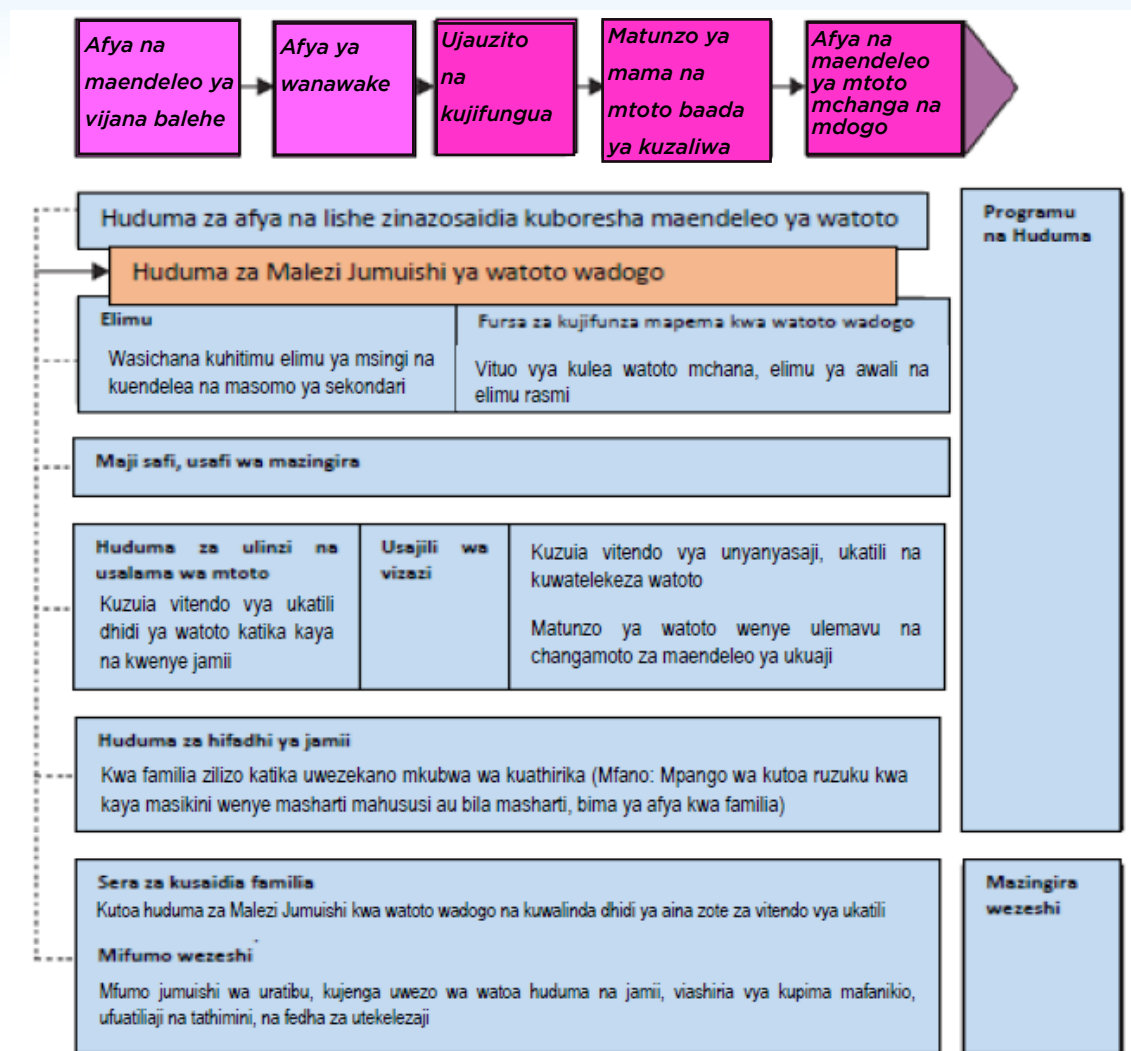 Afya na
maendeleo ya
vijana balehe
Afya ya
wanawake
Ujauzito
na
kujifungua
Matunzo ya
mama na
mtoto baada
ya kuzaliwa
Afya na
maendeleo
ya mtoto
mchanga na
mdogo
Huduma za afya na lishe zinazosaidia kuboresha maendeleo ya watoto
Programu
na Huduma
Huduma za Malezi Jumuishi ya watoto wadogo
Elimu
Wasichana kuhitimu elimu ya msingi na
kuendelea na masomo ya sekondari
Fursa za kujifunza mapema kwa watoto wadogo
Vituo vya kulea watoto mchana, elimu ya awali na
elimu rasmi
Maji safi, usafi wa mazingira
Huduma za ulinzi na
usalama wa mtoto
Kuzuia vitendo vya ukatili
dhidi ya watoto katika kaya
na kwenye jamii
Usajili wa
vizazi
Kuzuia vitendo vya unyanyasaji, ukatili na
kuwatelekeza watoto
Matunzo ya watoto wenye ulemavu na
changamoto za maendeleo ya ukuaji
Huduma za hifadhi ya jamii
Kwa familia zilizo katika uwezekano mkubwa wa kuathirika (Mfano: Mpango wa kutoa ruzuku kwa
kaya masikini wenye masharti mahususi au bila masharti, bima ya afya kwa familia)
Sera za kusaidia familia
Kutoa huduma za Malezi Jumuishi kwa watoto wadogo na kuwalinda dhidi ya aina zote za vitendo vya ukatili
Mifumo wezeshi
Mfumo jumuishi wa uratibu, kujenga uwezo wa watoa huduma na jamii, viashiria vya kupima mafanikio,
ufuatiliaji na tathimini, na fedha za utekelezaji
Mazingira
wezeshi